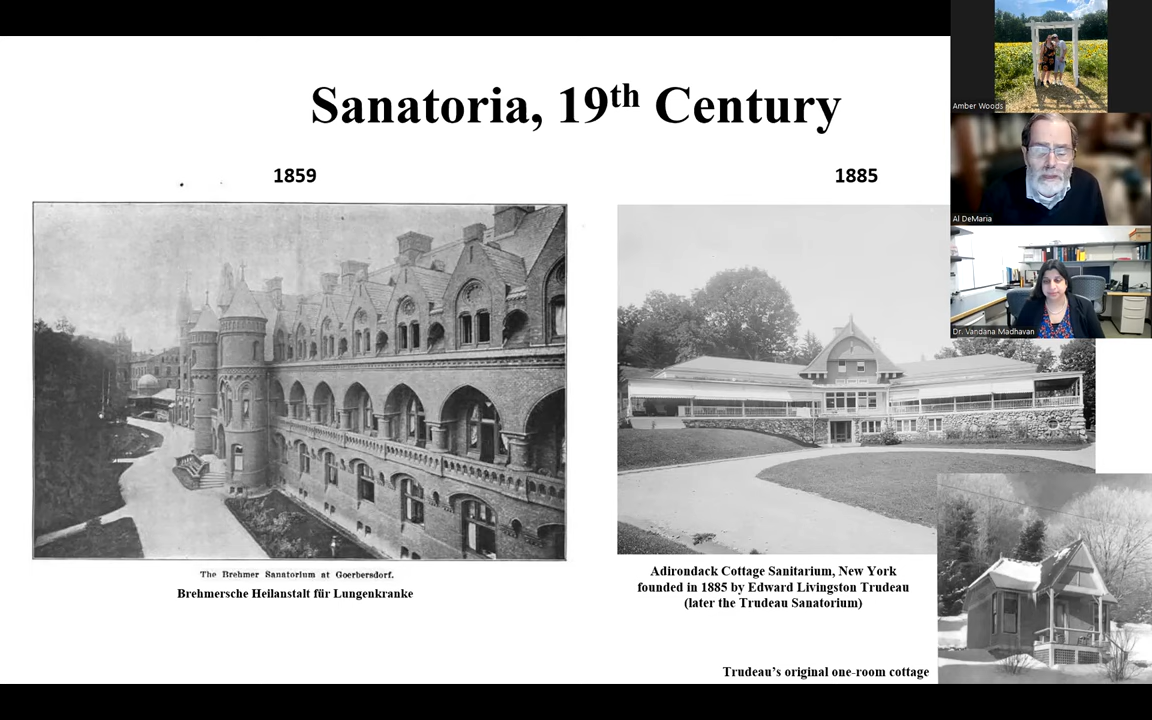 Sanatoria, 19th Century
1859
1885
The Brehmer Sanatorium at Goerbersdorf.
Brehmersche Heilanstalt für Lungenkranke
Adirondack Cottage Sanitarium, New York
founded in 1885 by Edward Livingston Trudeau
(later the Trudeau Sanatorium)
Trudeau's original one-room cottage
Amber Woods
Al DeMaria
Dr. Vandana Madhavan